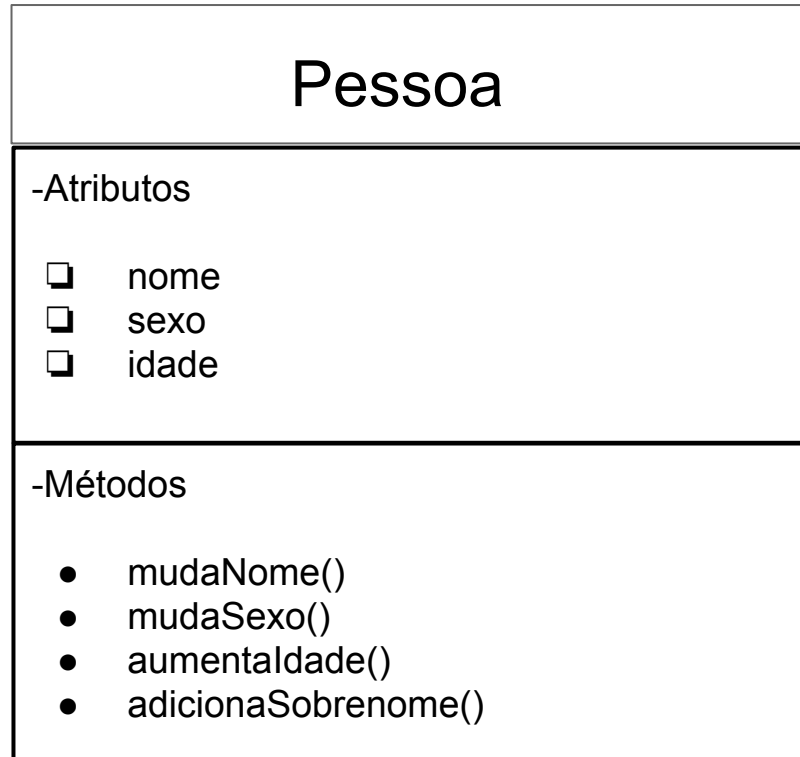 Pessoa
-Atributos
❏ nome
❏ sexo
❏ idade
-Métodos
● mudaNome()
● mudaSexo()
● aumentaIdade()
● adicionaSobrenome()